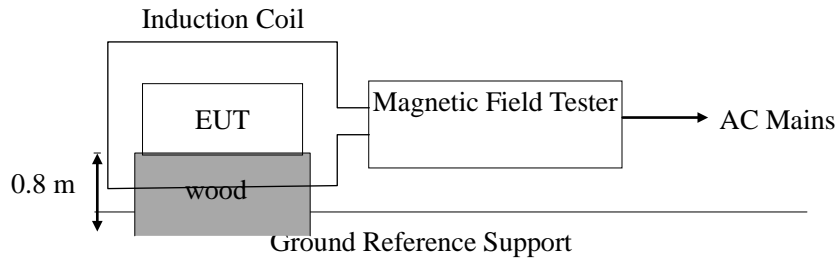 Induction Coil
Magnetic Field Tester
EUT
AC Mains
0.8 m
wood
Ground Reference Support